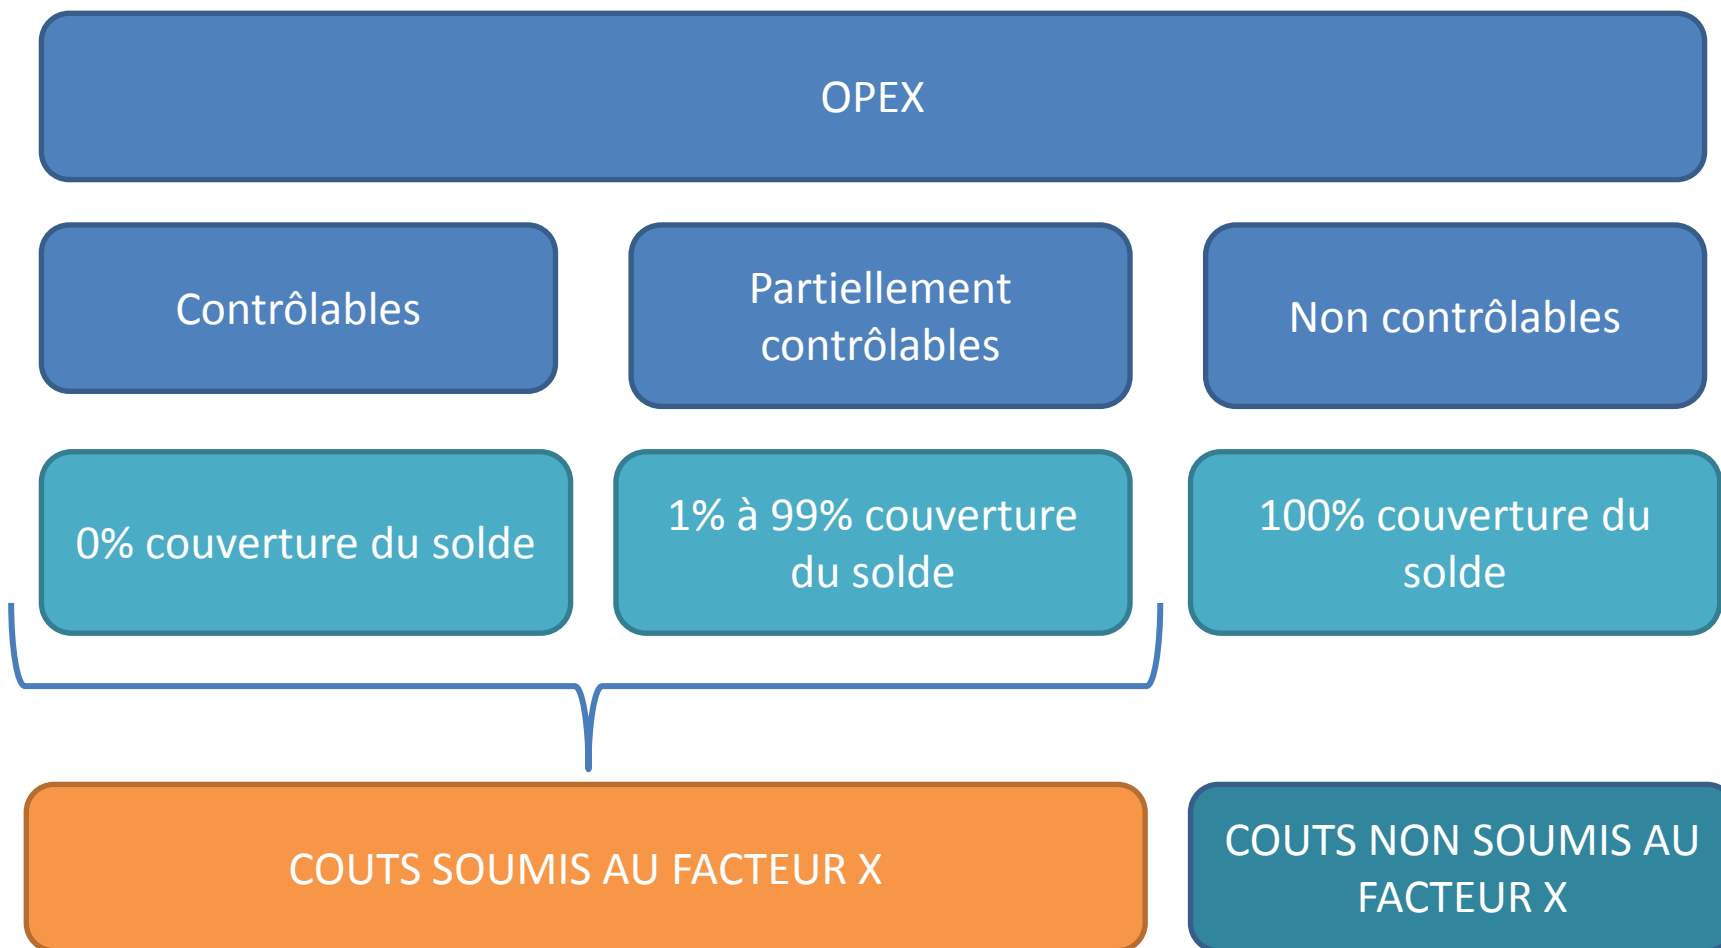 OPEX
Contrôlables
Partiellement
contrôlables
Non contrôlables
0% couverture du solde
1% à 99% couverture
du solde
100% couverture du
solde
COUTS SOUMIS AU FACTEUR X
COUTS NON SOUMIS AU
FACTEUR X